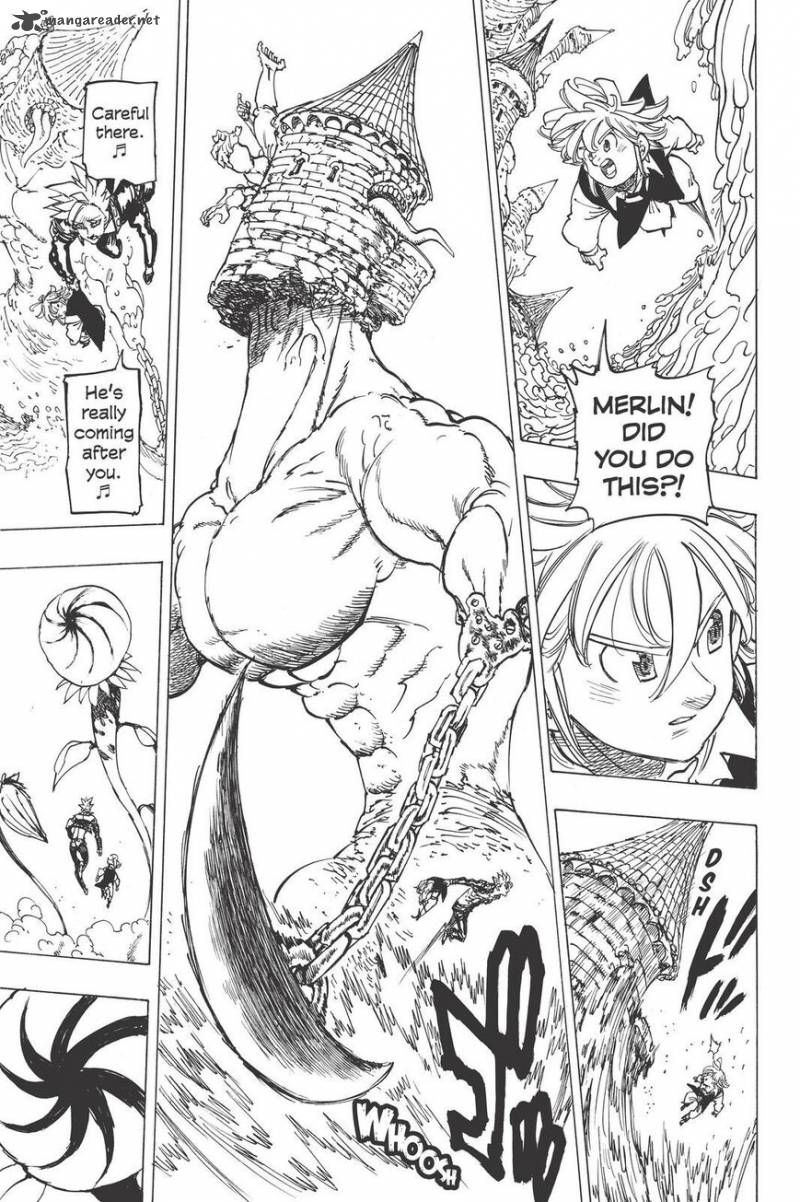 mangareader.net
MERLIN!
DID
YOU DO
THIS?!
DSH
WHOOSH
Careful
there.
♬
He's
really
coming
after
you.
♬